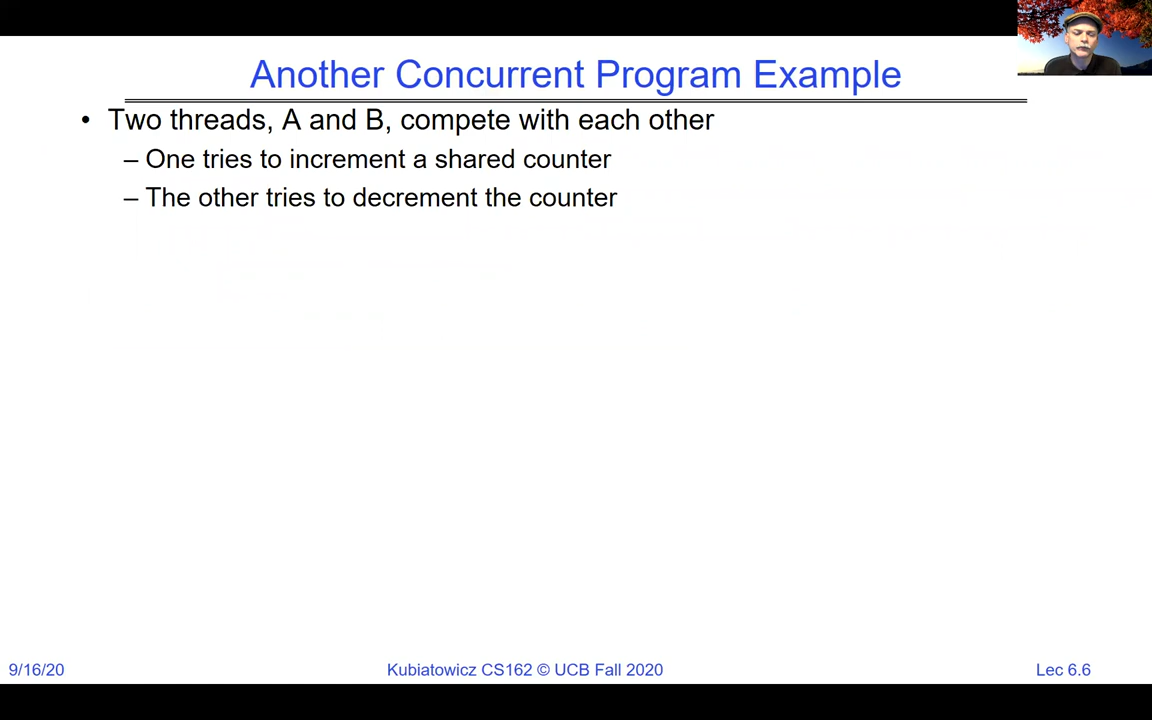 Another Concurrent Program Example
• Two threads, A and B, compete with each other
– One tries to increment a shared counter
– The other tries to decrement the counter
9/16/20 Kubiatowicz CS162 © UCB Fall 2020 Lec 6.6